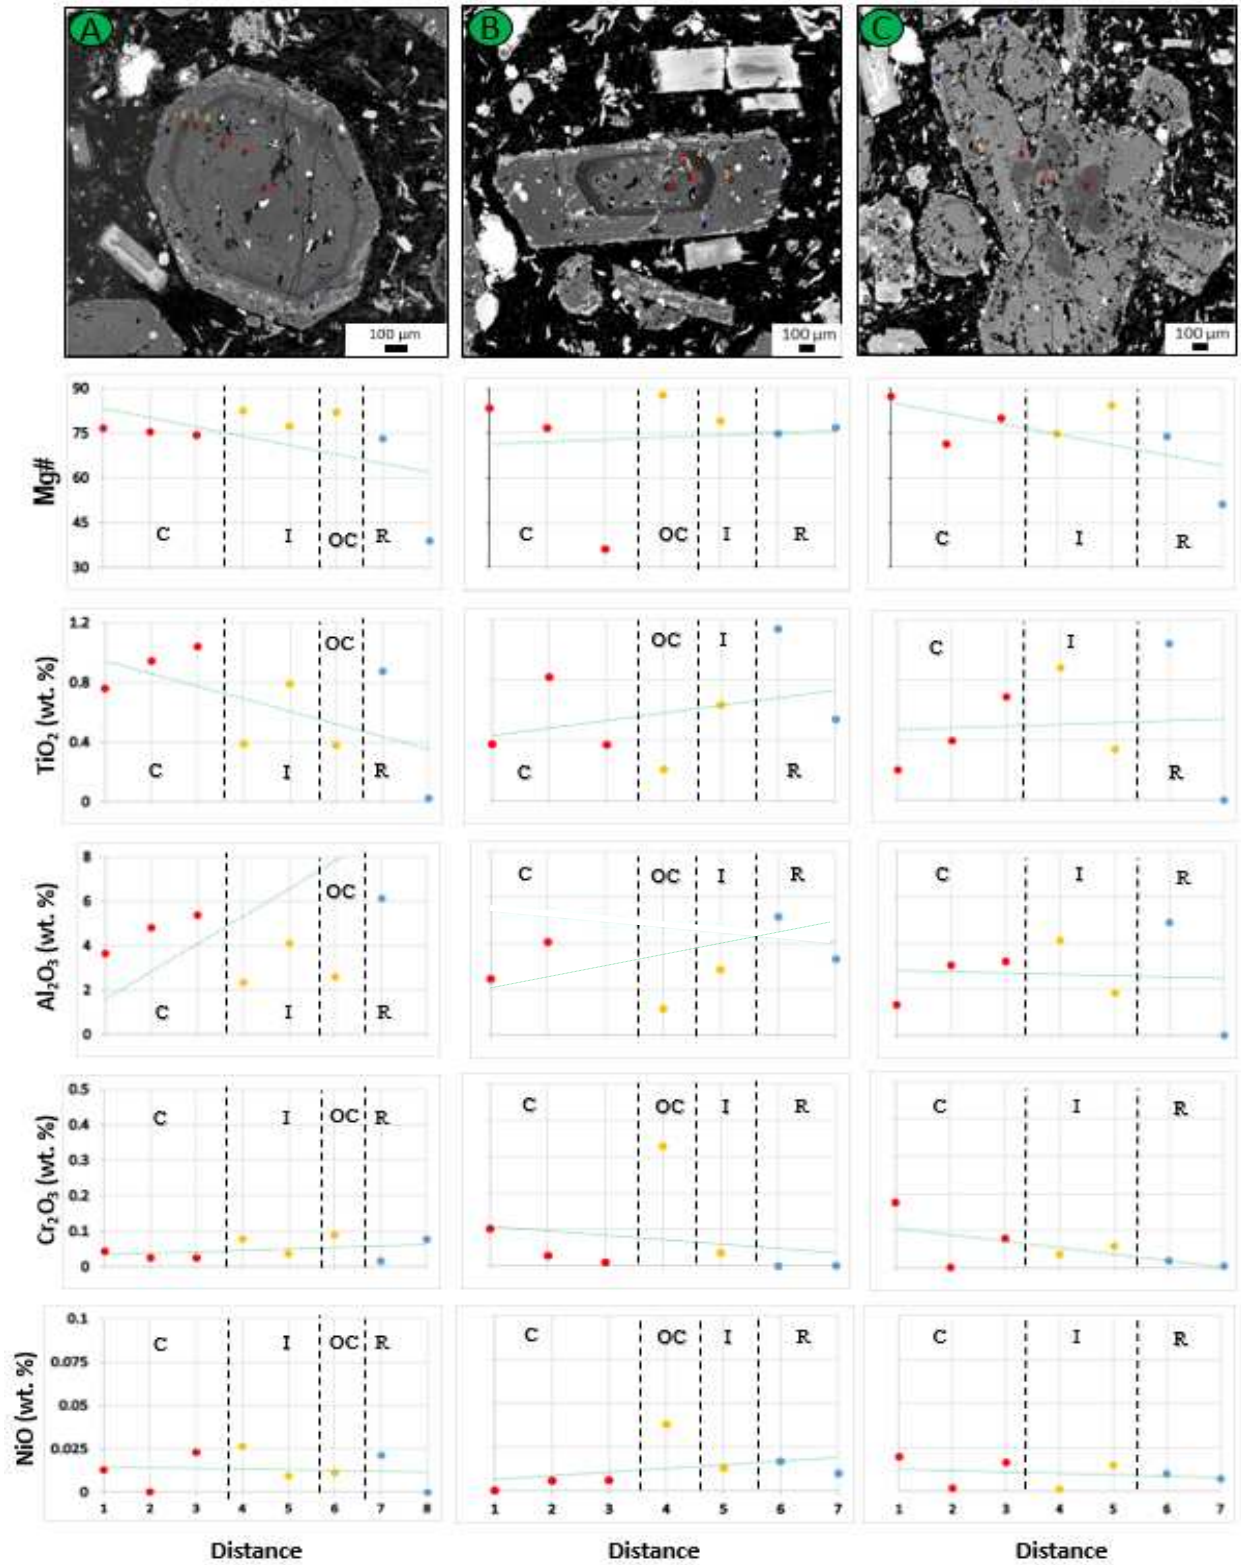 A B C
100 µm 100 µm 100 µm
90
75
60
45
30
Mg#
C I OC R
C OC I R
C I R
1.2
0.8
0.4
0
TiO₂ (wt. %)
OC
C I R
OC I
C R
C I
R
8
6
4
2
0
Al₂O₃ (wt. %)
OC
C I R
C OC I R
C I R
0.5
0.4
0.3
0.2
0.1
0
Cr₂O₃ (wt. %)
C I OC R
C OC I R
C I R
0.1
0.075
0.05
0.025
0
NiO (wt. %)
C I OC R
C OC I R
C I R
1 2 3 4 5 6 7 8
1 2 3 4 5 6 7
1 2 3 4 5 6 7
Distance Distance Distance